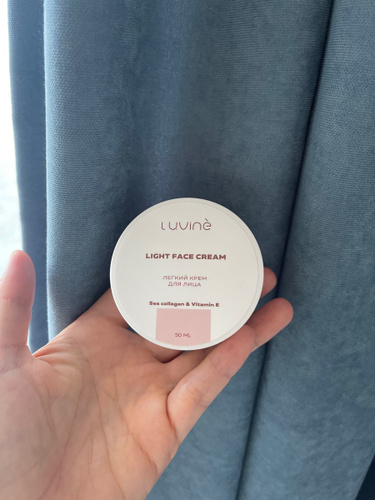 Luvinè
LIGHT FACE CREAM
ЛЕГКИЙ КРЕМ
ДЛЯ ЛИЦА
Sea collagen & Vitamin E
50 ML